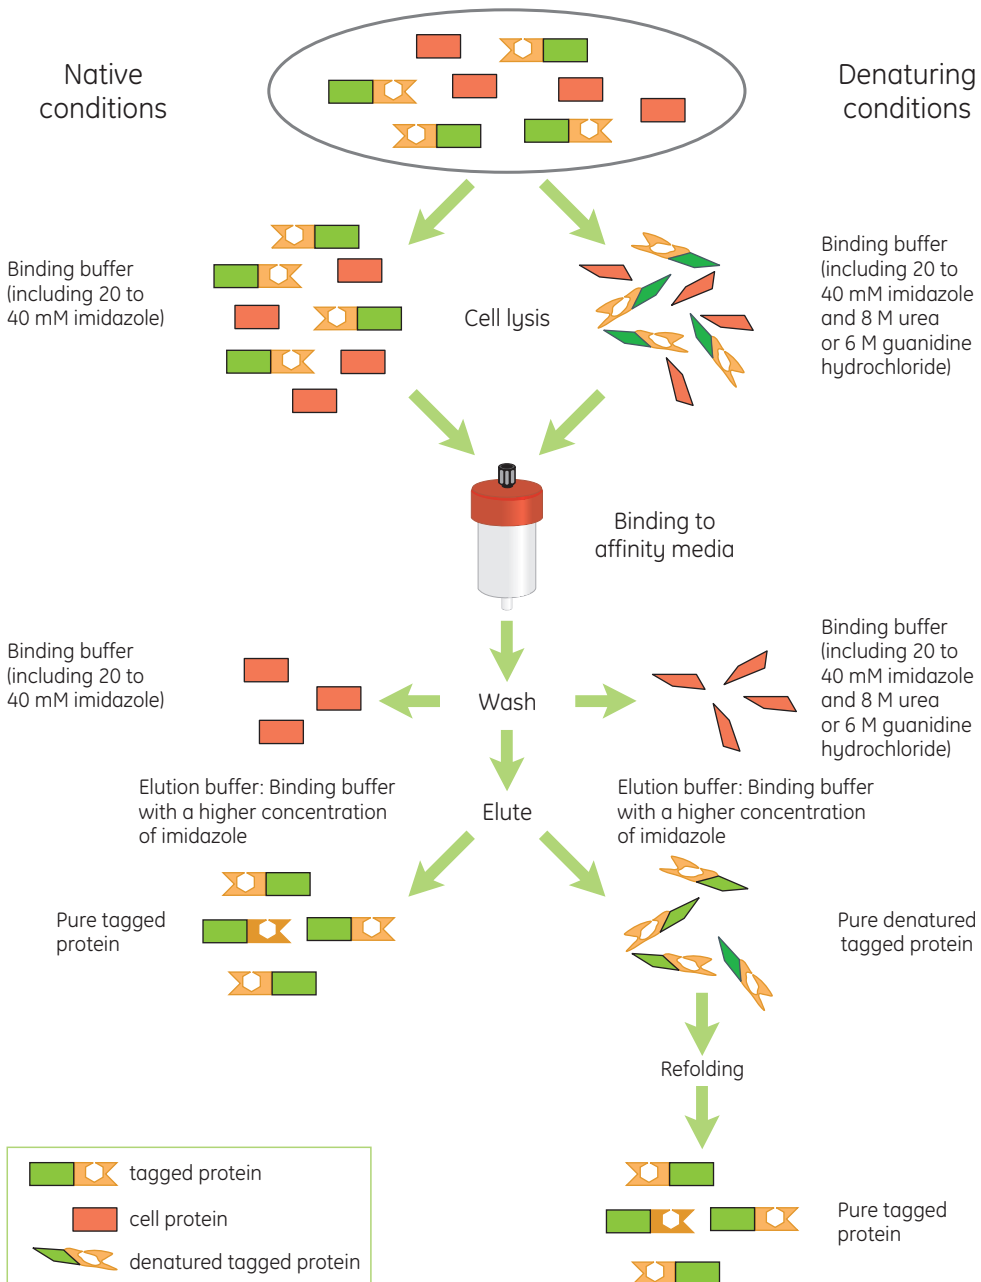 Native
conditions
Denaturing
conditions
Binding buffer
(including 20 to
40 mM imidazole)
Cell lysis
Binding buffer
(including 20 to
40 mM imidazole
and 8 M urea
or 6 M guanidine
hydrochloride)
Binding to
affinity media
Binding buffer
(including 20 to
40 mM imidazole)
Wash
Binding buffer
(including 20 to
40 mM imidazole
and 8 M urea
or 6 M guanidine
hydrochloride)
Elution buffer: Binding buffer
with a higher concentration
of imidazole
Elute
Elution buffer: Binding buffer
with a higher concentration
of imidazole
Pure tagged
protein
Pure denatured
tagged protein
Refolding
tagged protein
cell protein
denatured tagged protein
Pure tagged
protein